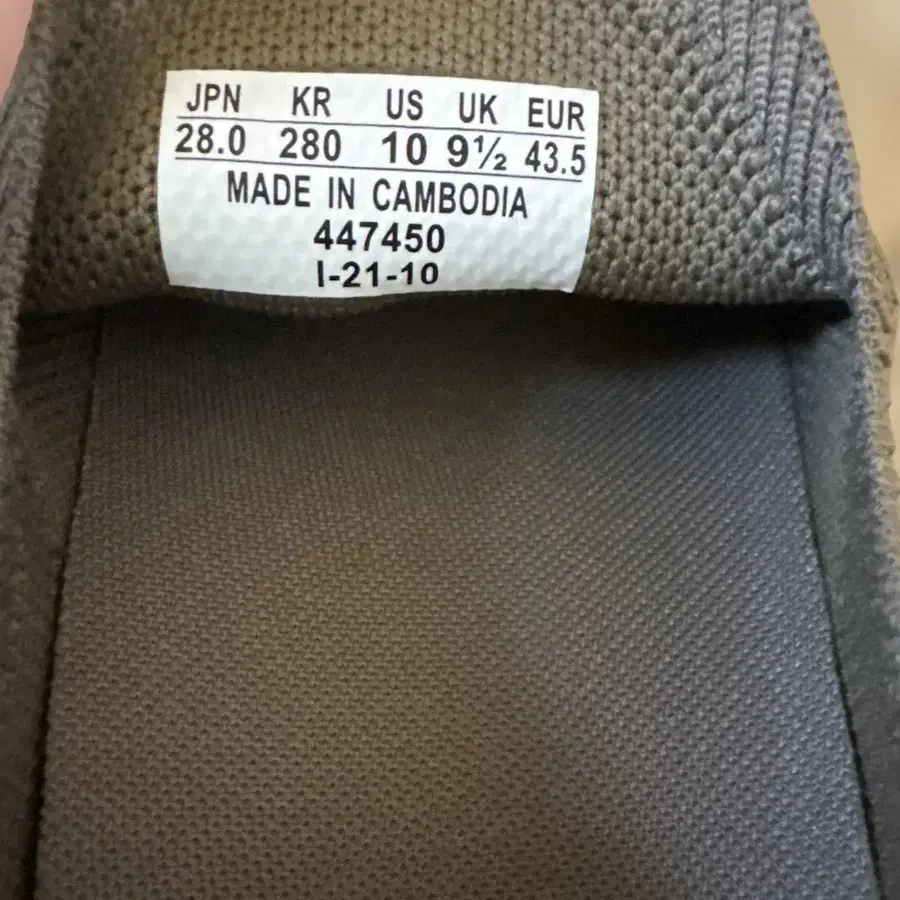 JPN KR US UK EUR
28.0 280 10 9½ 43.5
MADE IN CAMBODIA
447450
I-21-10